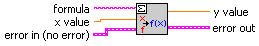 formula
x value
error in (no error)
Σ
x
f
f(x)
y value
error out